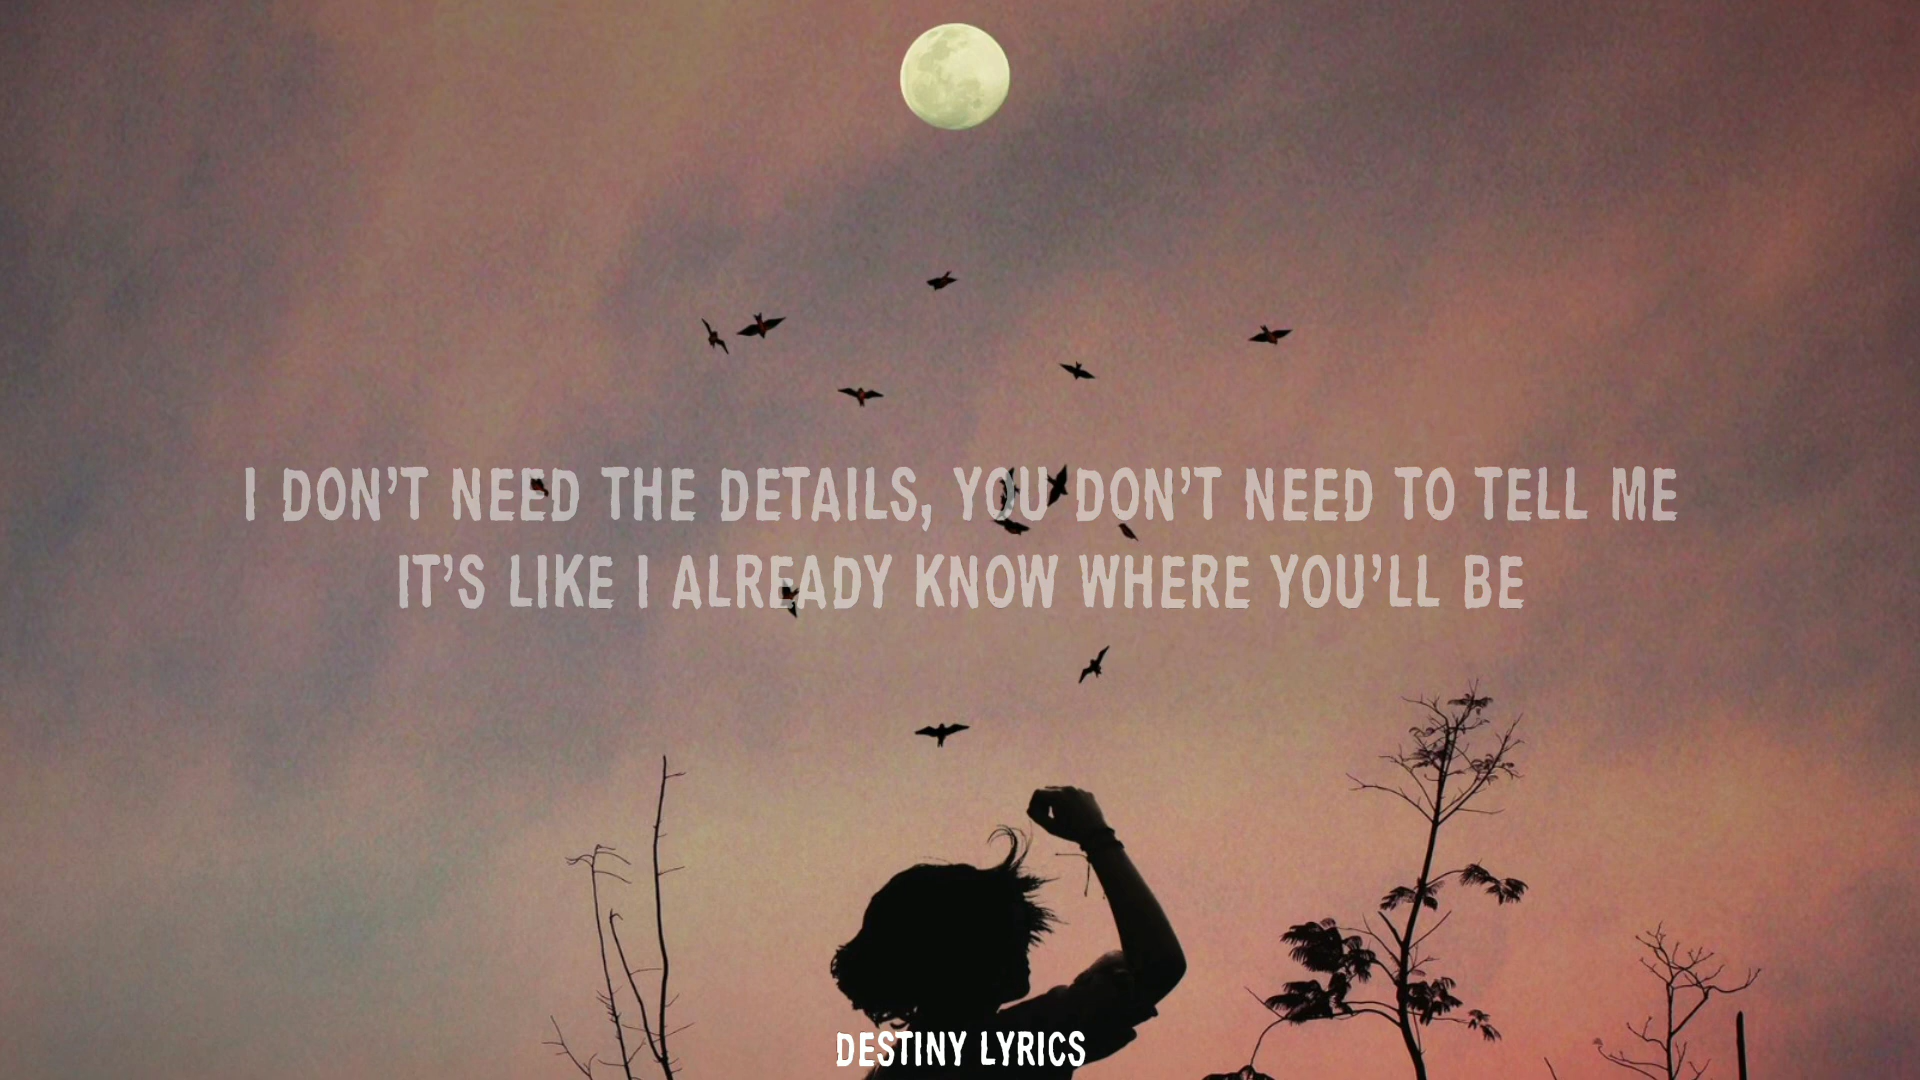 I DON'T NEED THE DETAILS, YOU DON'T NEED TO TELL ME
IT'S LIKE I ALREADY KNOW WHERE YOU'LL BE
DESTINY LYRICS